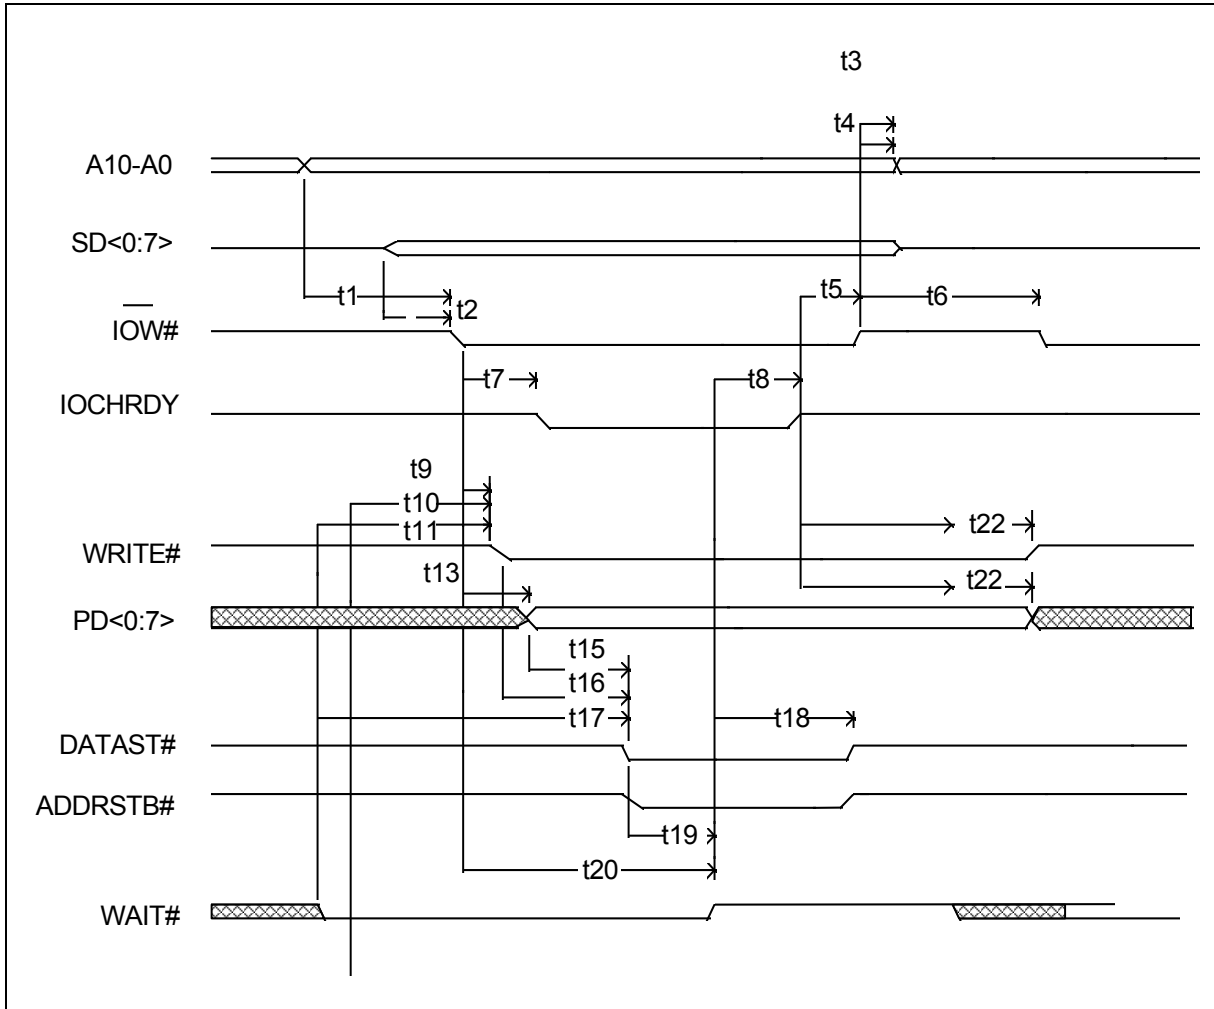 t3
t4
A10-A0
SD<0:7>
t1
t2
t5
t6
IOW#
t7
t8
IOCHRDY
t9
t10
t11
t22
WRITE#
t13
t22
PD<0:7>
t15
t16
t17
t18
DATAST#
ADDRSTB#
t19
t20
WAIT#